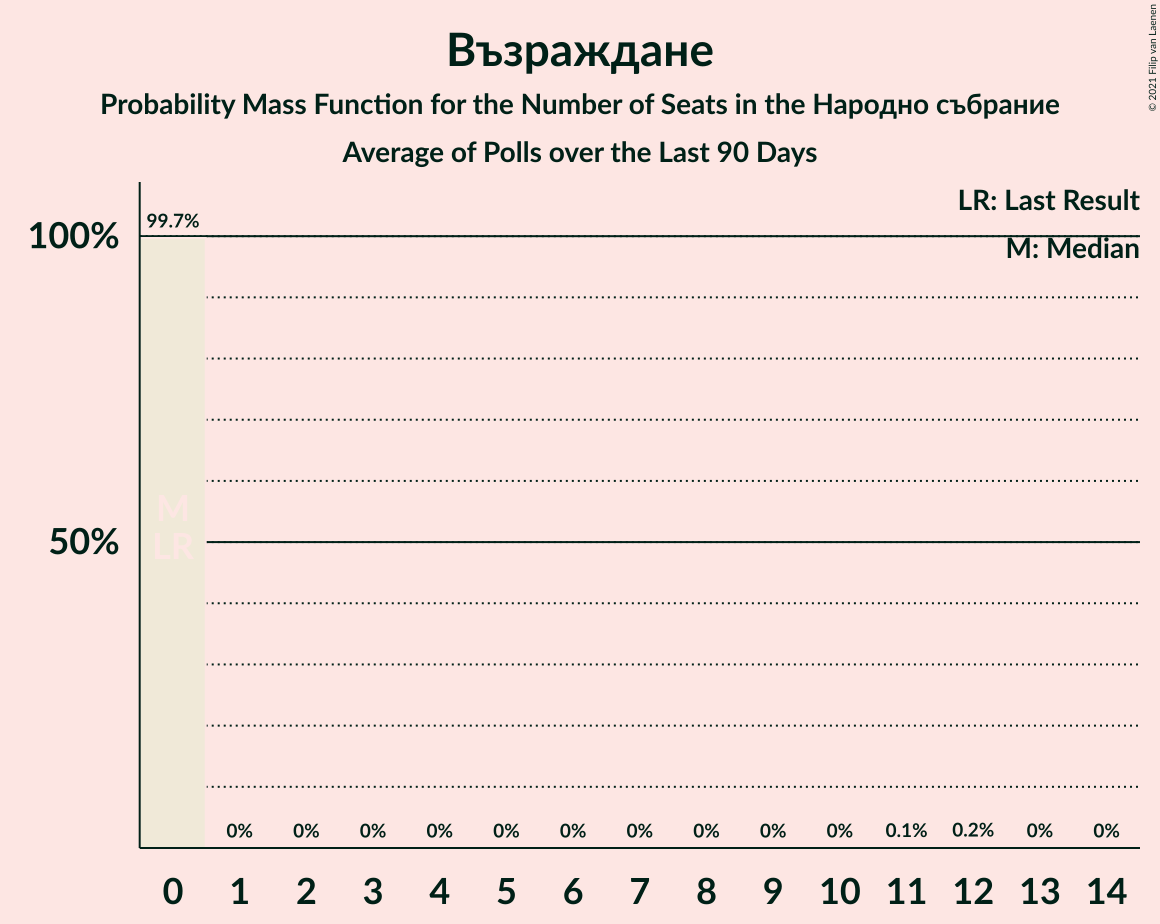 Възраждане
Probability Mass Function for the Number of Seats in the Народно събрание
Average of Polls over the Last 90 Days
© 2021 Filip van Laenen
LR: Last Result
M: Median
99.7%
100%
M
50%
LR
0% 0% 0% 0% 0% 0% 0% 0% 0% 0% 0.1% 0.2% 0% 0%
0 1 2 3 4 5 6 7 8 9 10 11 12 13 14